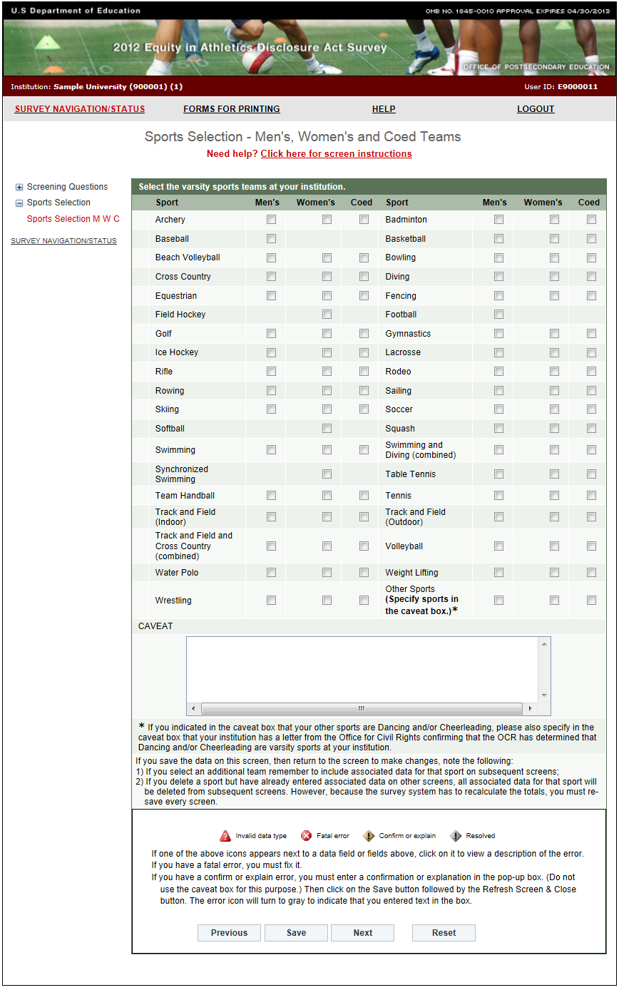 U.S Department of Education
OMB NO. 1845-0010 APPROVAL EXPIRES 04/30/2013
2012 Equity in Athletics Disclosure Act Survey
OFFICE OF POSTSECONDARY EDUCATION
Institution: Sample University (900001) (1)
User ID: E9000011
SURVEY NAVIGATION/STATUS
FORMS FOR PRINTING
HELP
LOGOUT
Sports Selection - Men's, Women's and Coed Teams
Need help? Click here for screen instructions
Screening Questions
Sports Selection
Sports Selection M W C
SURVEY NAVIGATION/STATUS
Select the varsity sports teams at your institution.
Sport Men's Women's Coed Sport Men's Women's Coed
Archery Badminton
Baseball Basketball
Beach Volleyball Bowling
Cross Country Diving
Equestrian Fencing
Field Hockey Football
Golf Gymnastics
Ice Hockey Lacrosse
Rifle Rodeo
Rowing Sailing
Skiing Soccer
Softball Squash
Swimming
Swimming and
Diving (combined)
Synchronized
Swimming
Table Tennis
Team Handball Tennis
Track and Field
(Indoor)
Track and Field
(Outdoor)
Track and Field and
Cross Country
(combined)
Volleyball
Water Polo Weight Lifting
Wrestling
Other Sports
(Specify sports in
the caveat box.)*
CAVEAT
* If you indicated in the caveat box that your other sports are Dancing and/or Cheerleading, please also specify in the
caveat box that your institution has a letter from the Office for Civil Rights confirming that the OCR has determined that
Dancing and/or Cheerleading are varsity sports at your institution.
If you save the data on this screen, then return to the screen to make changes, note the following:
1) If you select an additional team remember to include associated data for that sport on subsequent screens;
2) If you delete a sport but have already entered associated data on other screens, all associated data for that sport will
be deleted from subsequent screens. However, because the survey system has to recalculate the totals, you must re-
save every screen.
Invalid data type Fatal error Confirm or explain Resolved
If one of the above icons appears next to a data field or fields above, click on it to view a description of the error.
If you have a fatal error, you must fix it.
If you have a confirm or explain error, you must enter a confirmation or explanation in the pop-up box. (Do not
use the caveat box for this purpose.) Then click on the Save button followed by the Refresh Screen & Close
button. The error icon will turn to gray to indicate that you entered text in the box.
Previous Save Next Reset